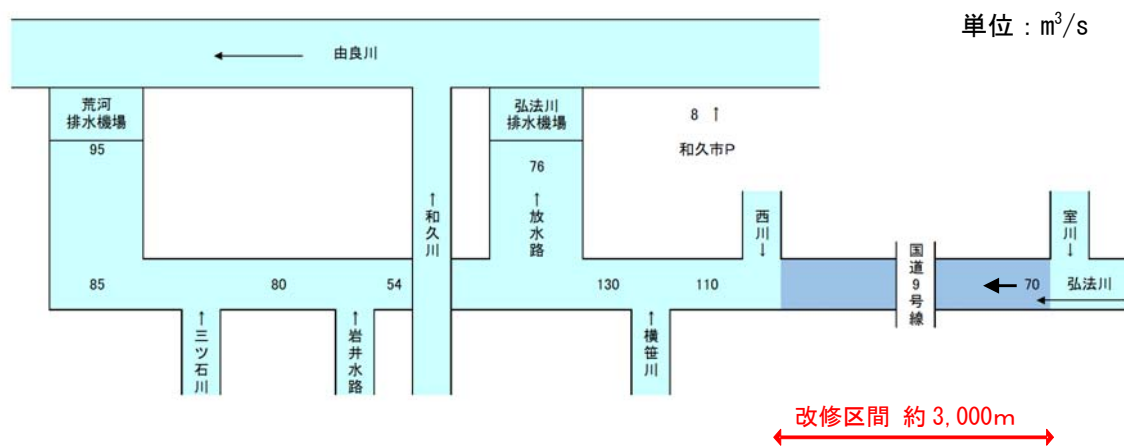 単位：m³/s
由良川
荒河
排水機場
弘法川
排水機場
8 ↑
和久市P
95
76
↑和久川
↑放水路
西川↓
国道9号線
室川↓
85
80
54
130
110
70
弘法川
↑三ツ石川
↑岩井水路
↑横笹川
改修区間 約3,000m